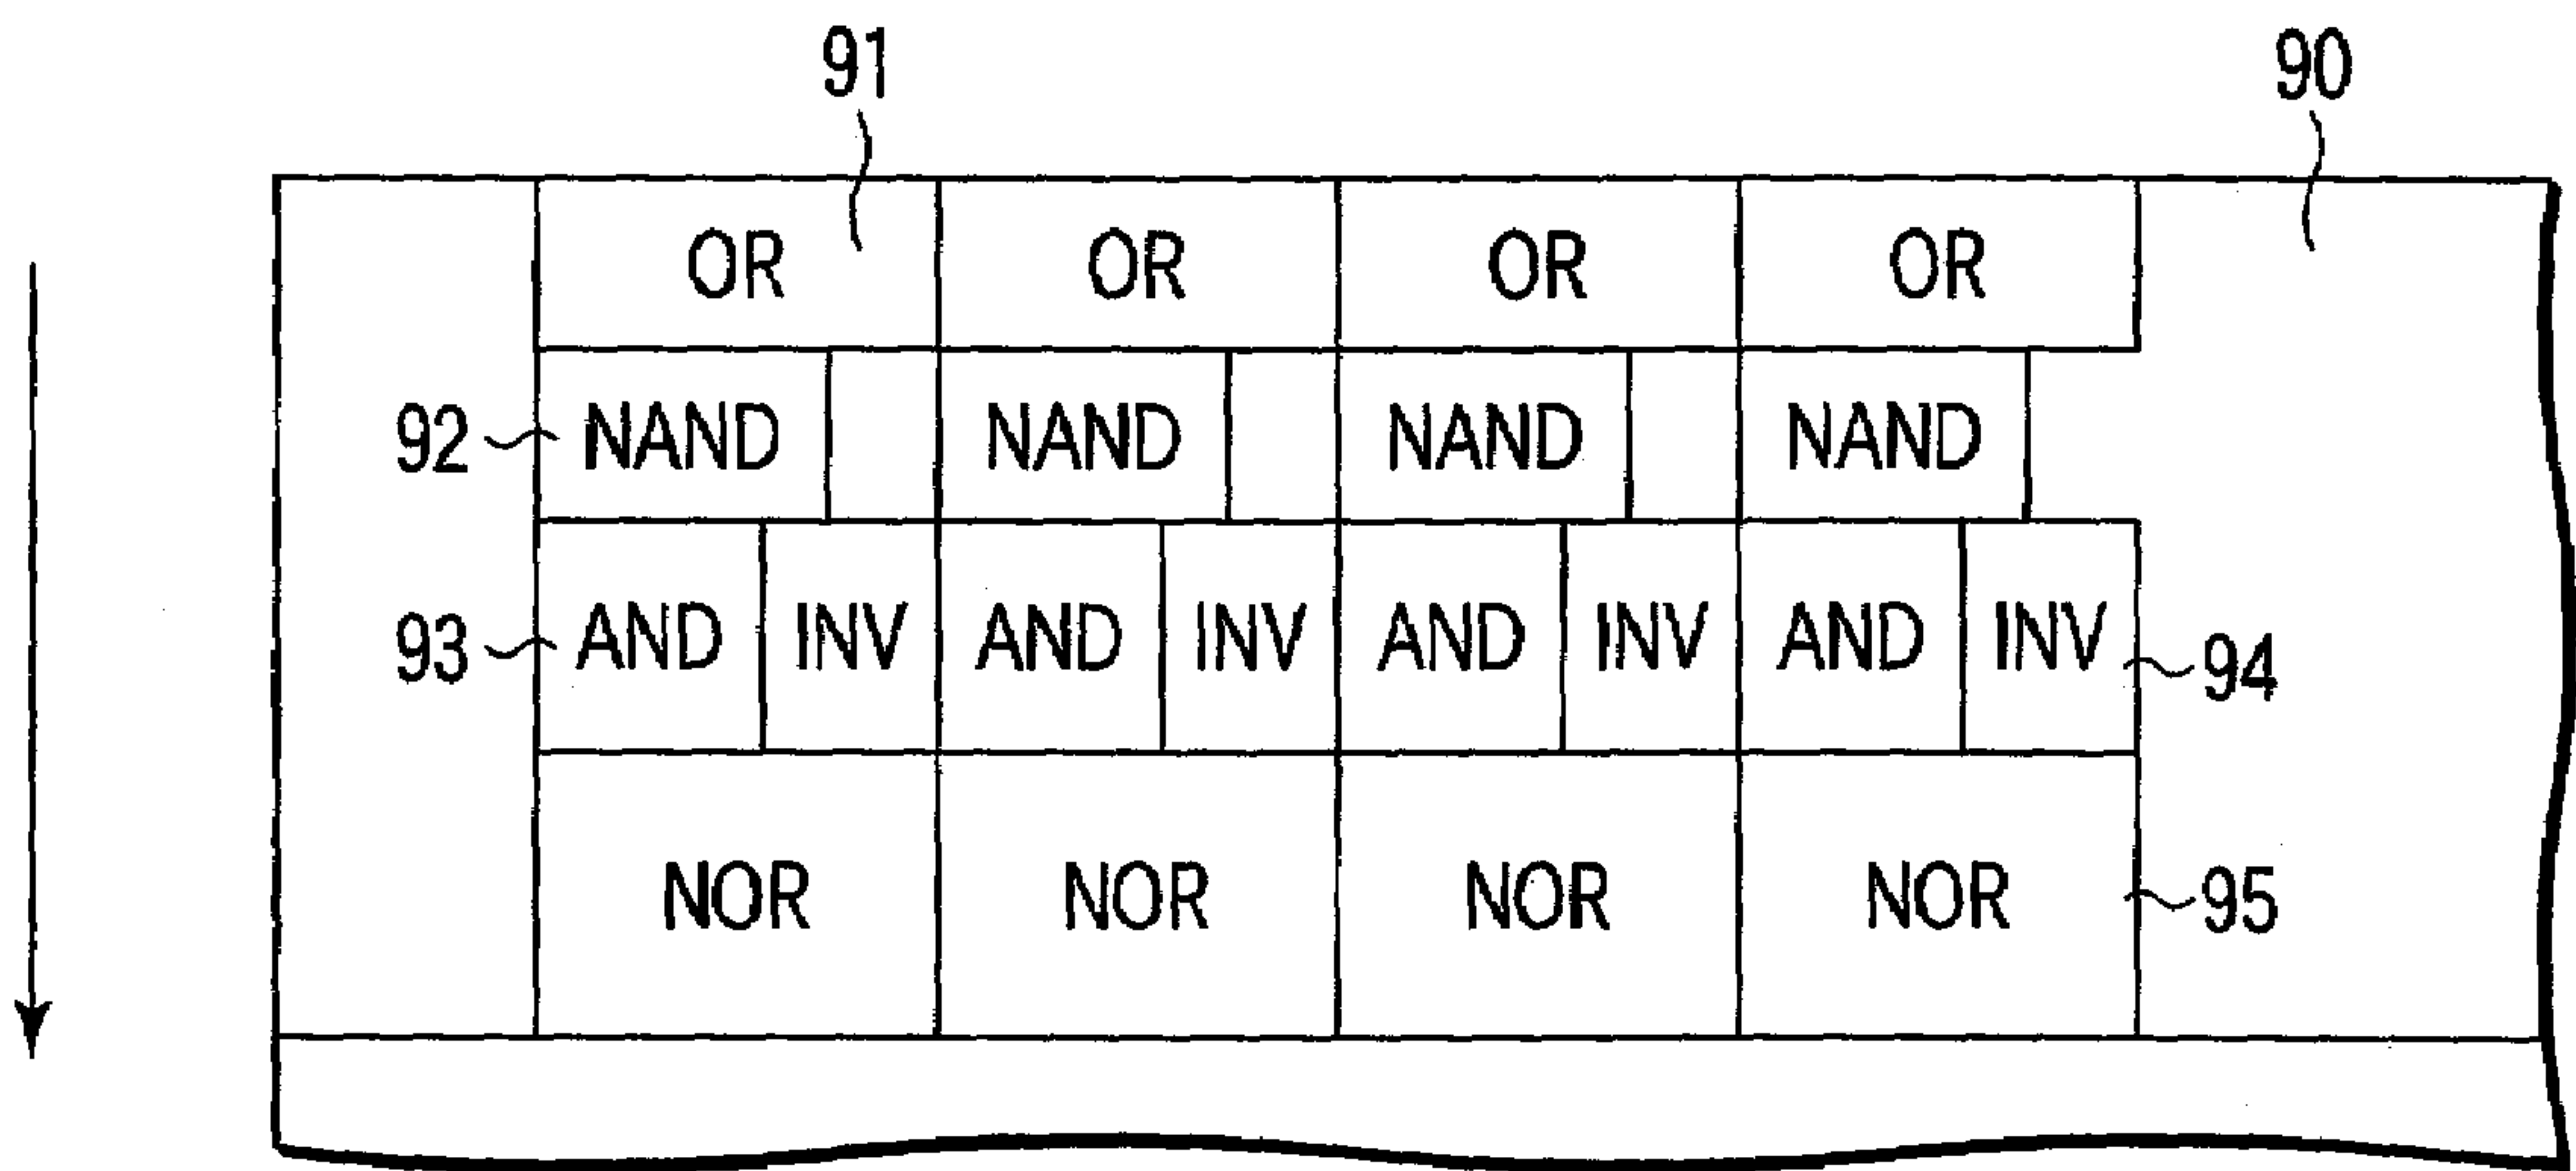 91 90
OR OR OR OR
92 NAND NAND NAND NAND
93 AND INV AND INV AND INV AND INV 94
NOR NOR NOR NOR 95